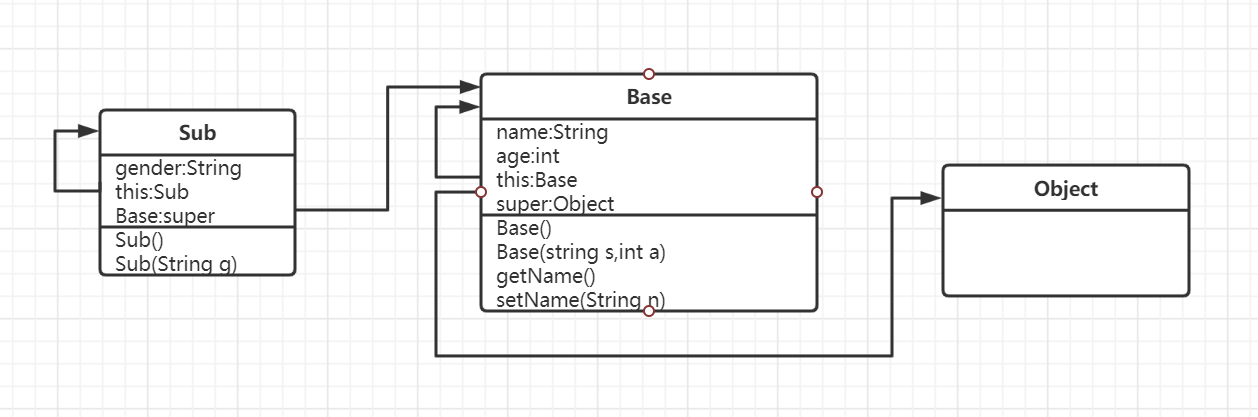 Sub
gender:String
this:Sub
Base:super
Sub()
Sub(String g)
Base
name:String
age:int
this:Base
super:Object
Base()
Base(string s,int a)
getName()
setName(String n)
Object